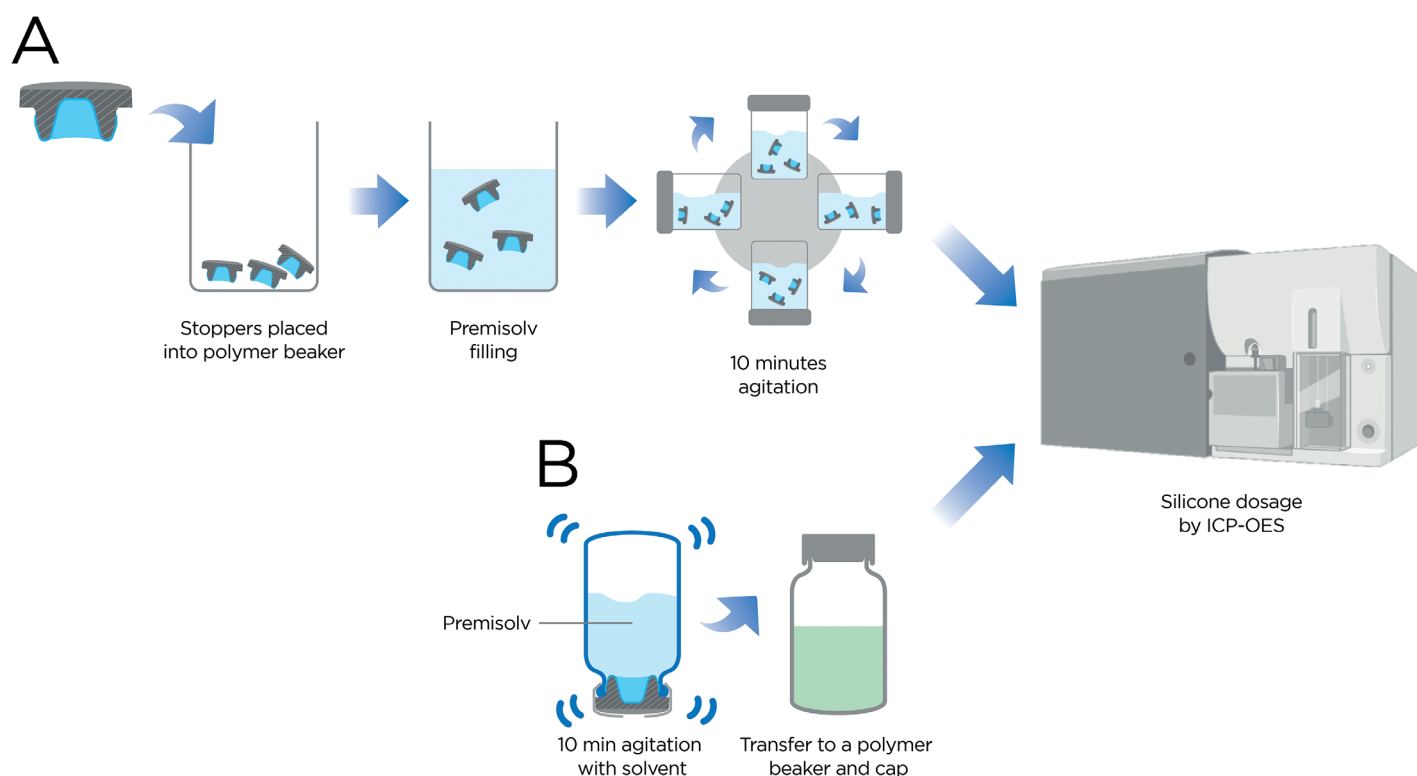 A
Stoppers placed
into polymer beaker
Premisolv
filling
10 minutes
agitation
Silicone dosage
by ICP-OES
B
Premisolv
10 min agitation
with solvent
Transfer to a polymer
beaker and cap